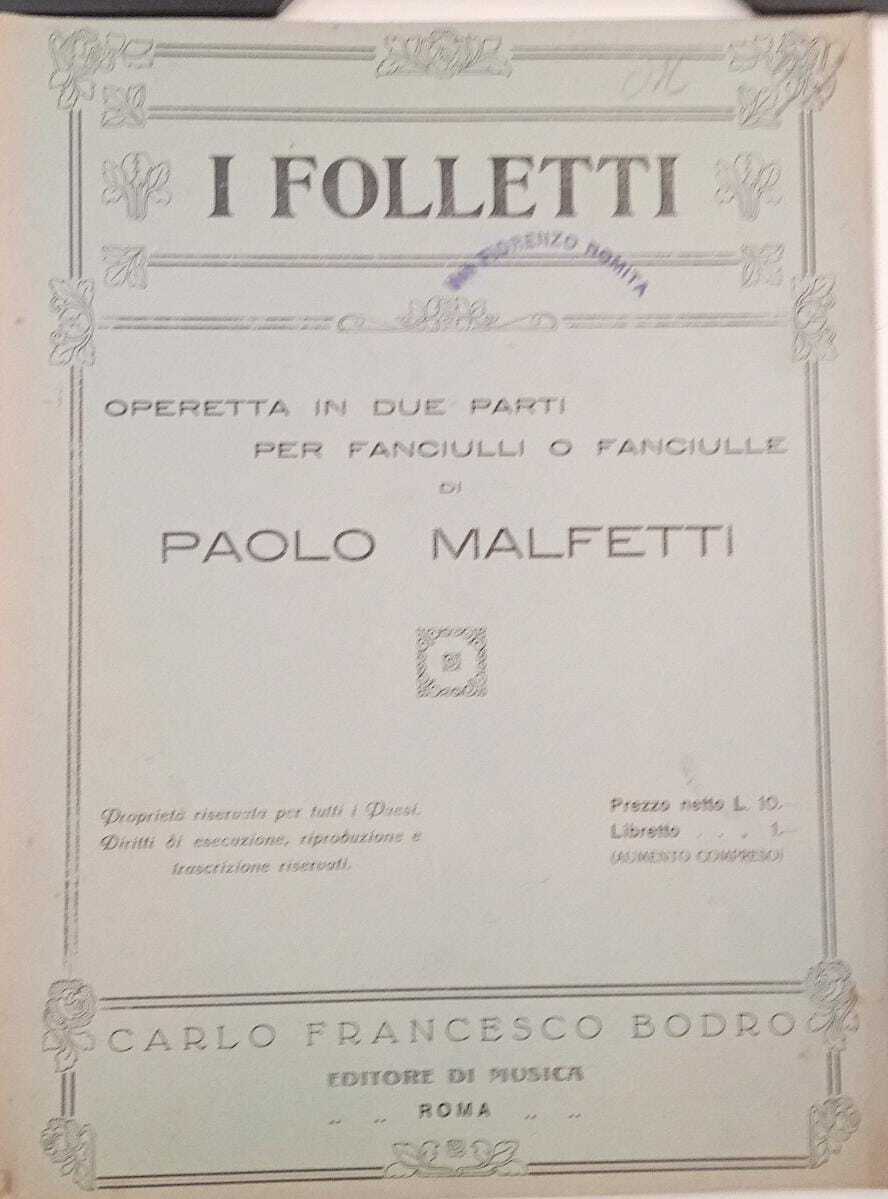 I FOLLETTI
FIORENZO ROMITA
OPERETTA IN DUE PARTI
PER FANCIULLI O FANCIULLE
DI
PAOLO MALFETTI
Proprietà riservata per tutti i Paesi.
Diritti di esecuzione, riproduzione e
trascrizione riservati.
Prezzo netto L. 10.-
Libretto . . . 1.-
(AUMENTO COMPRESO)
CARLO FRANCESCO BODRO
EDITORE DI MUSICA
„ „ ROMA „ „